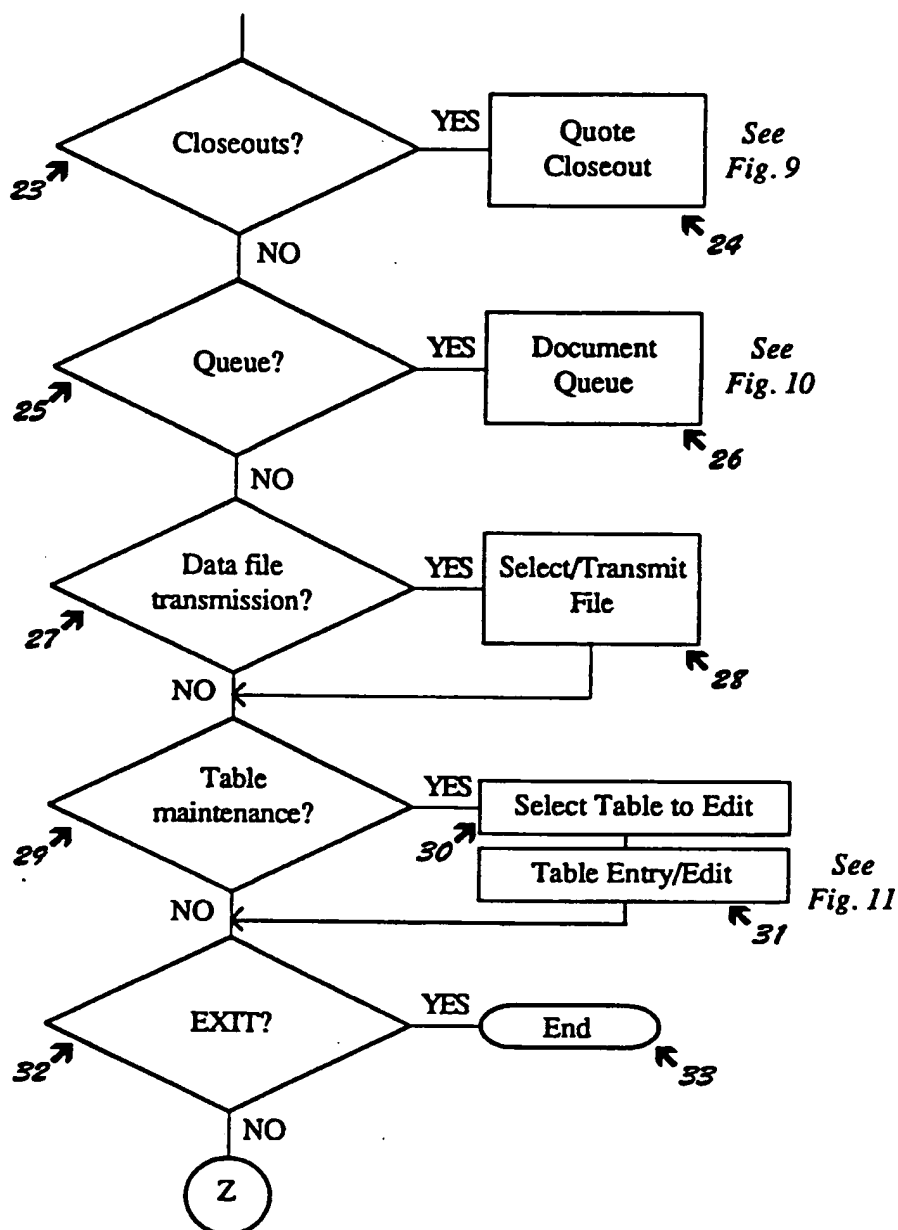 Closeouts?
YES
Quote
Closeout
See
Fig. 9
23
24
NO
Queue?
YES
Document
Queue
See
Fig. 10
25
26
NO
Data file
transmission?
YES
Select/Transmit
File
27
28
NO
Table
maintenance?
YES
Select Table to Edit
29
30
Table Entry/Edit
See
Fig. 11
31
NO
EXIT?
YES
End
32
33
NO
Z